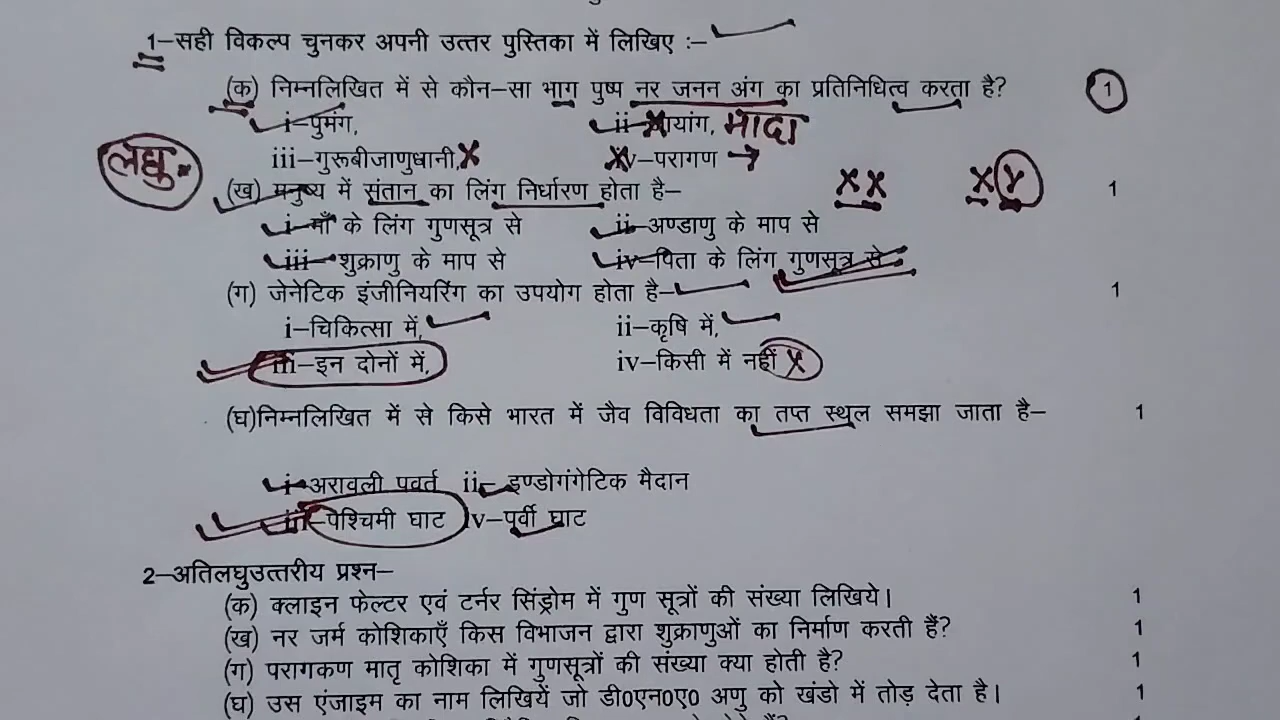 1–सही विकल्प चुनकर अपनी उत्तर पुस्तिका में लिखिए :–
(क) निम्नलिखित में से कौन–सा भाग पुष्प नर जनन अंग का प्रतिनिधित्व करता है? 1
i–पुमंग, ii– जायांग, मादा
iii–गुरूबीजाणुधानी, iv–परागण
लघु
(ख) मनुष्य में संतान का लिंग निर्धारण होता है– XX XY 1
i–माँ के लिंग गुणसूत्र से ii–अण्डाणु के माप से
iii–शुक्राणु के माप से iv–पिता के लिंग गुणसूत्र से
(ग) जेनेटिक इंजीनियरिंग का उपयोग होता है– 1
i–चिकित्सा में, ii–कृषि में,
iii–इन दोनों में, iv–किसी में नहीं
(घ)निम्नलिखित में से किसे भारत में जैव विविधता का तप्त स्थल समझा जाता है– 1
i–अरावली पवर्त ii–इण्डोगंगेटिक मैदान
iii–पश्चिमी घाट iv–पूर्वी घाट
2–अतिलघुउत्तरीय प्रश्न–
(क) क्लाइन फेल्टर एवं टर्नर सिंड्रोम में गुण सूत्रों की संख्या लिखिये। 1
(ख) नर जर्म कोशिकाएँ किस विभाजन द्वारा शुक्राणुओं का निर्माण करती हैं? 1
(ग) परागकण मातृ कोशिका में गुणसूत्रों की संख्या क्या होती है? 1
(घ) उस एंजाइम का नाम लिखियें जो डी0एन0ए0 अणु को खंडो में तोड़ देता है। 1